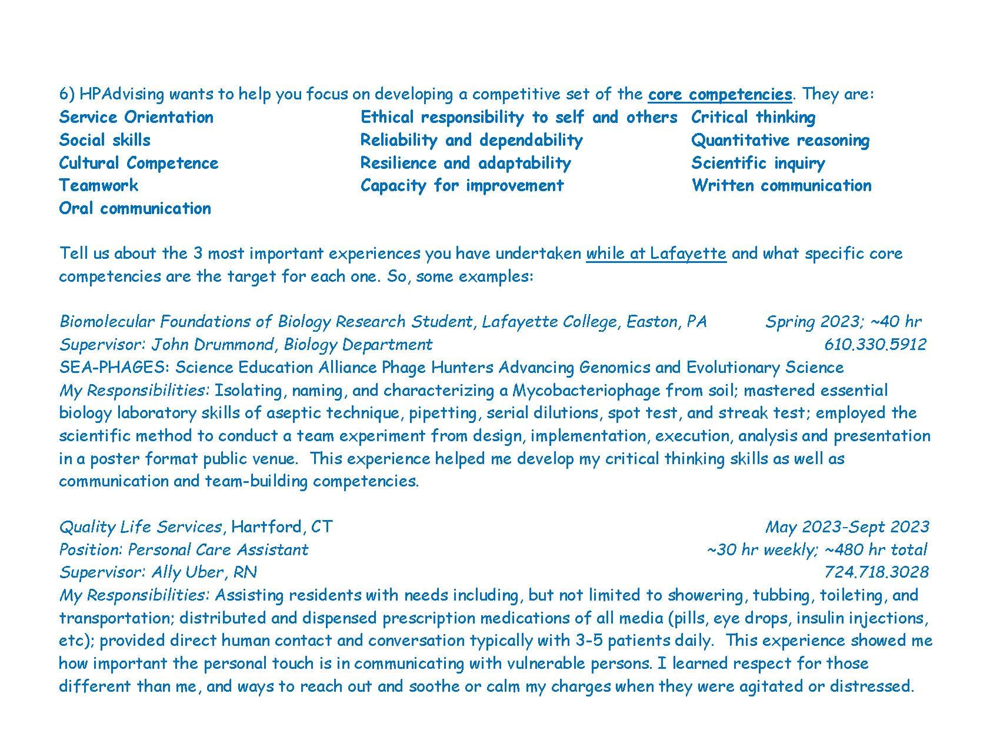 6) HPAdvising wants to help you focus on developing a competitive set of the core competencies. They are:
Service Orientation Ethical responsibility to self and others Critical thinking
Social skills Reliability and dependability Quantitative reasoning
Cultural Competence Resilience and adaptability Scientific inquiry
Teamwork Capacity for improvement Written communication
Oral communication
Tell us about the 3 most important experiences you have undertaken while at Lafayette and what specific core
competencies are the target for each one. So, some examples:
Biomolecular Foundations of Biology Research Student, Lafayette College, Easton, PA Spring 2023; ~40 hr
Supervisor: John Drummond, Biology Department 610.330.5912
SEA-PHAGES: Science Education Alliance Phage Hunters Advancing Genomics and Evolutionary Science
My Responsibilities: Isolating, naming, and characterizing a Mycobacteriophage from soil; mastered essential
biology laboratory skills of aseptic technique, pipetting, serial dilutions, spot test, and streak test; employed the
scientific method to conduct a team experiment from design, implementation, execution, analysis and presentation
in a poster format public venue.  This experience helped me develop my critical thinking skills as well as
communication and team-building competencies.
Quality Life Services, Hartford, CT May 2023-Sept 2023
Position: Personal Care Assistant ~30 hr weekly; ~480 hr total
Supervisor: Ally Uber, RN 724.718.3028
My Responsibilities: Assisting residents with needs including, but not limited to showering, tubbing, toileting, and
transportation; distributed and dispensed prescription medications of all media (pills, eye drops, insulin injections,
etc); provided direct human contact and conversation typically with 3-5 patients daily.  This experience showed me
how important the personal touch is in communicating with vulnerable persons. I learned respect for those
different than me, and ways to reach out and soothe or calm my charges when they were agitated or distressed.